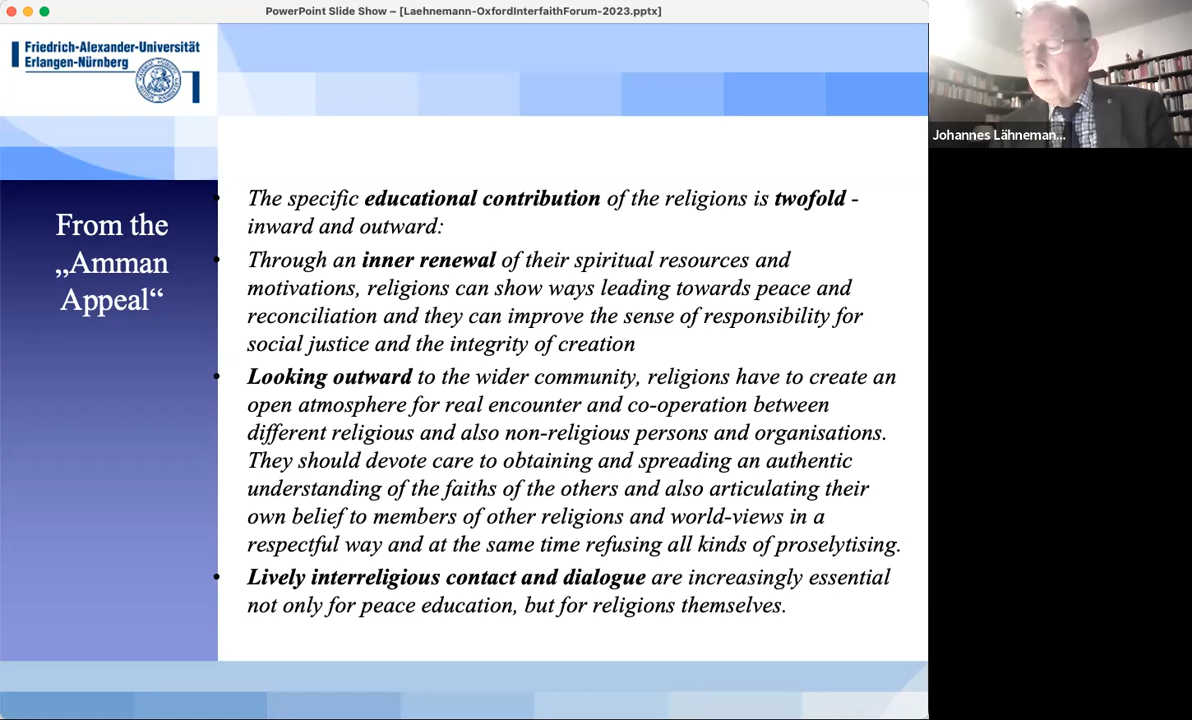 PowerPoint Slide Show – [Laehnemann-OxfordInterfaithForum-2023.pptx]
Friedrich-Alexander-Universität
Erlangen-Nürnberg
From the
„Amman
Appeal“
• The specific educational contribution of the religions is twofold -
inward and outward:
• Through an inner renewal of their spiritual resources and
motivations, religions can show ways leading towards peace and
reconciliation and they can improve the sense of responsibility for
social justice and the integrity of creation
• Looking outward to the wider community, religions have to create an
open atmosphere for real encounter and co-operation between
different religious and also non-religious persons and organisations.
They should devote care to obtaining and spreading an authentic
understanding of the faiths of the others and also articulating their
own belief to members of other religions and world-views in a
respectful way and at the same time refusing all kinds of proselytising.
• Lively interreligious contact and dialogue are increasingly essential
not only for peace education, but for religions themselves.
Johannes Lähneman...